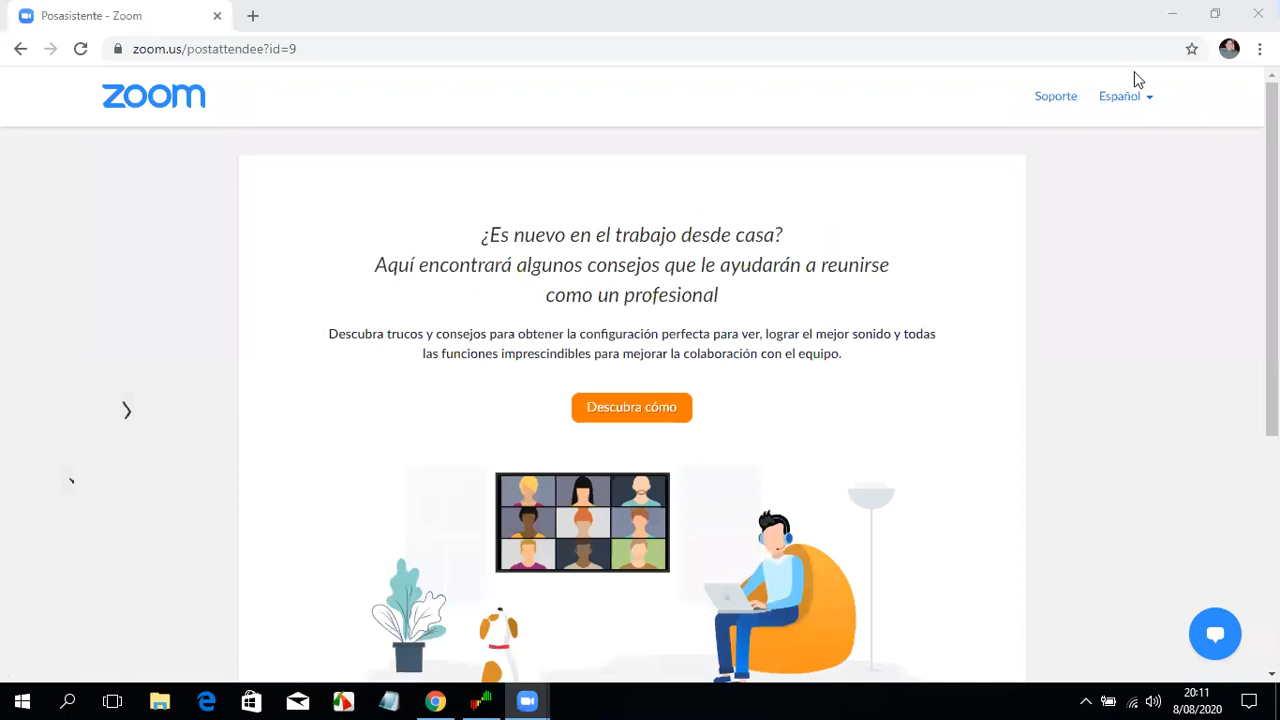 Posasistente - Zoom
zoom.us/postattendee?id=9
zoom
Soporte
Español
¿Es nuevo en el trabajo desde casa?
Aquí encontrará algunos consejos que le ayudarán a reunirse
como un profesional
Descubra trucos y consejos para obtener la configuración perfecta para ver, lograr el mejor sonido y todas
las funciones imprescindibles para mejorar la colaboración con el equipo.
Descubra cómo
20:11
8/08/2020